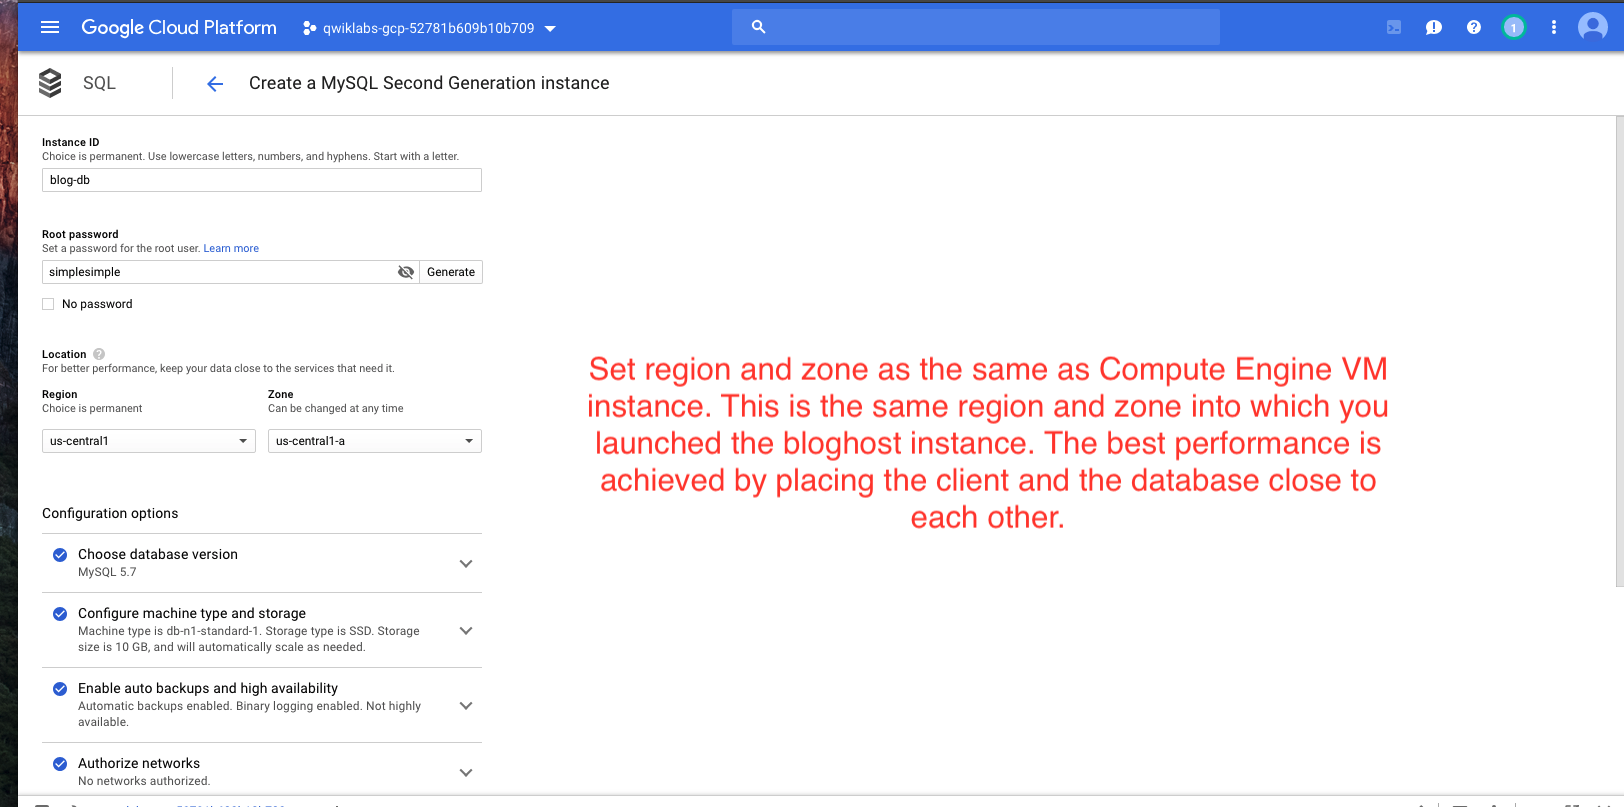 Google Cloud Platform
qwiklabs-gcp-52781b609b10b709
1
SQL
Create a MySQL Second Generation instance
Instance ID
Choice is permanent. Use lowercase letters, numbers, and hyphens. Start with a letter.
blog-db
Root password
Set a password for the root user. Learn more
simplesimple
Generate
No password
Location
For better performance, keep your data close to the services that need it.
Region
Choice is permanent
Zone
Can be changed at any time
us-central1
us-central1-a
Set region and zone as the same as Compute Engine VM
instance. This is the same region and zone into which you
launched the bloghost instance. The best performance is
achieved by placing the client and the database close to
each other.
Configuration options
Choose database version
MySQL 5.7
Configure machine type and storage
Machine type is db-n1-standard-1. Storage type is SSD. Storage
size is 10 GB, and will automatically scale as needed.
Enable auto backups and high availability
Automatic backups enabled. Binary logging enabled. Not highly
available.
Authorize networks
No networks authorized.